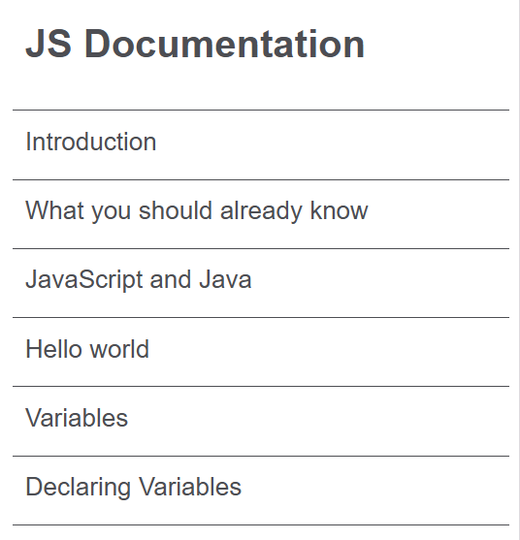 JS Documentation
Introduction
What you should already know
JavaScript and Java
Hello world
Variables
Declaring Variables